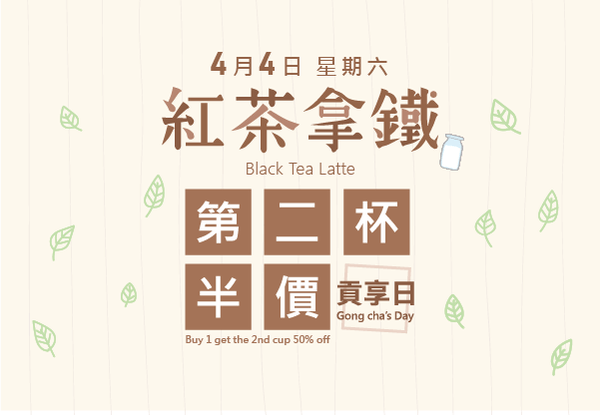 4月4日 星期六
紅茶拿鐵
Black Tea Latte
第二杯
半價
貢享日
Gong cha's Day
Buy 1 get the 2nd cup 50% off